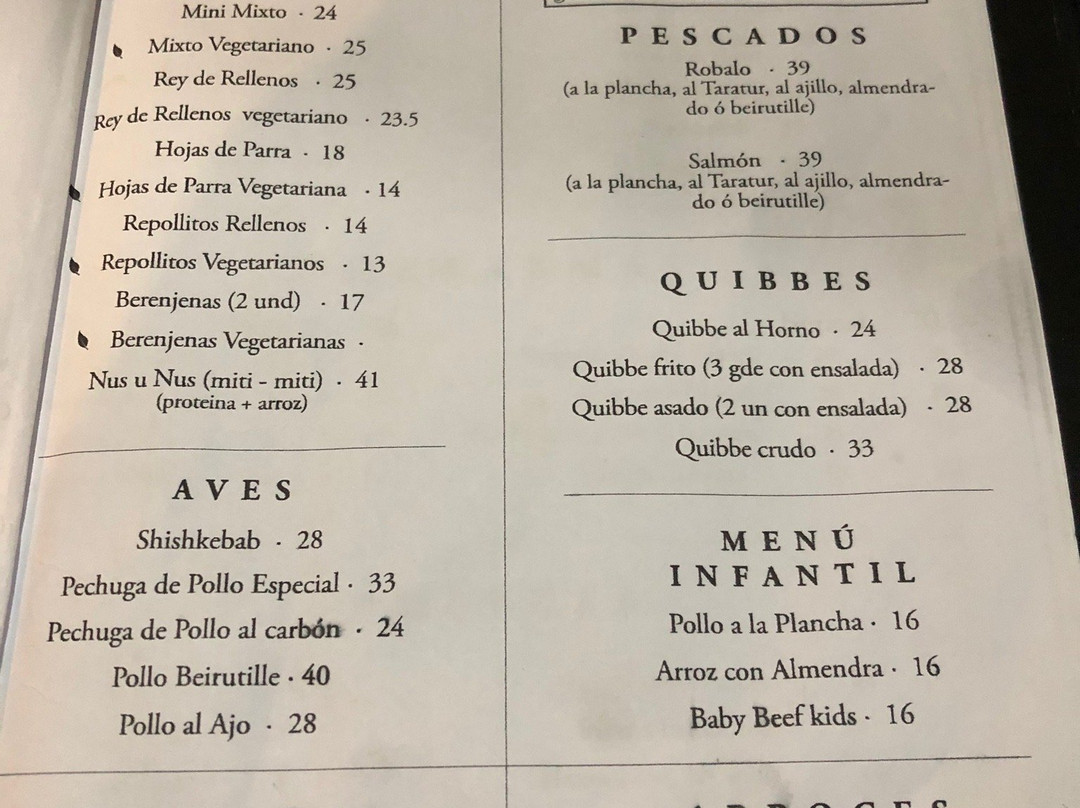 Mini Mixto · 24
Mixto Vegetariano · 25
Rey de Rellenos · 25
Rey de Rellenos vegetariano · 23.5
Hojas de Parra · 18
Hojas de Parra Vegetariana · 14
Repollitos Rellenos · 14
Repollitos Vegetarianos · 13
Berenjenas (2 und) · 17
Berenjenas Vegetarianas ·
Nus u Nus (miti - miti) · 41
(proteina + arroz)
AVES
Shishkebab · 28
Pechuga de Pollo Especial · 33
Pechuga de Pollo al carbón · 24
Pollo Beirutille · 40
Pollo al Ajo · 28
PESCADOS
Robalo · 39
(a la plancha, al Taratur, al ajillo, almendra-
do ó beirutille)
Salmón · 39
(a la plancha, al Taratur, al ajillo, almendra-
do ó beirutille)
QUIBBES
Quibbe al Horno · 24
Quibbe frito (3 gde con ensalada) · 28
Quibbe asado (2 un con ensalada) · 28
Quibbe crudo · 33
MENÚ
INFANTIL
Pollo a la Plancha · 16
Arroz con Almendra · 16
Baby Beef kids · 16